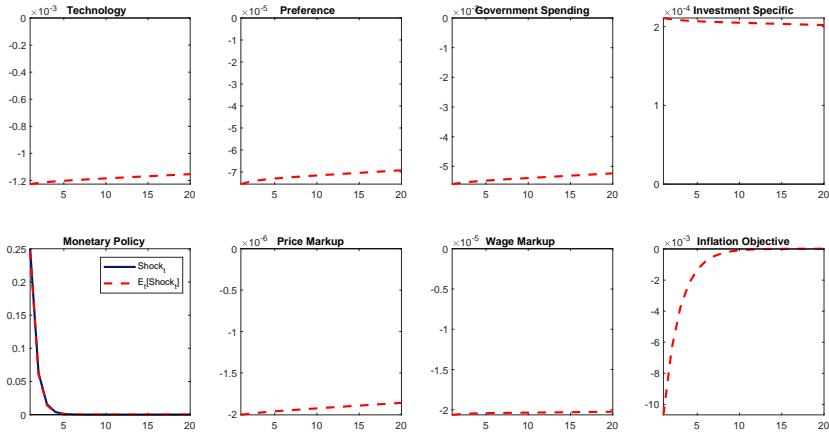 ×10⁻³ Technology
0
-0.2
-0.4
-0.6
-0.8
-1
-1.2
5 10 15 20
×10⁻⁵ Preference
0
-1
-2
-3
-4
-5
-6
-7
5 10 15 20
Government Spending
0
-1
-2
-3
-4
-5
5 10 15 20
×10⁻⁴ Investment Specific
2
1
0
5 10 15 20
Monetary Policy
0.25
0.2
0.15
0.1
0.05
0
5 10 15 20
Shock_t
E_t[Shock_t]
×10⁻⁶ Price Markup
0
-0.5
-1
-1.5
-2
5 10 15 20
×10⁻⁵ Wage Markup
0
-0.5
-1
-1.5
-2
5 10 15 20
×10⁻³ Inflation Objective
0
-2
-4
-6
-8
-10
5 10 15 20